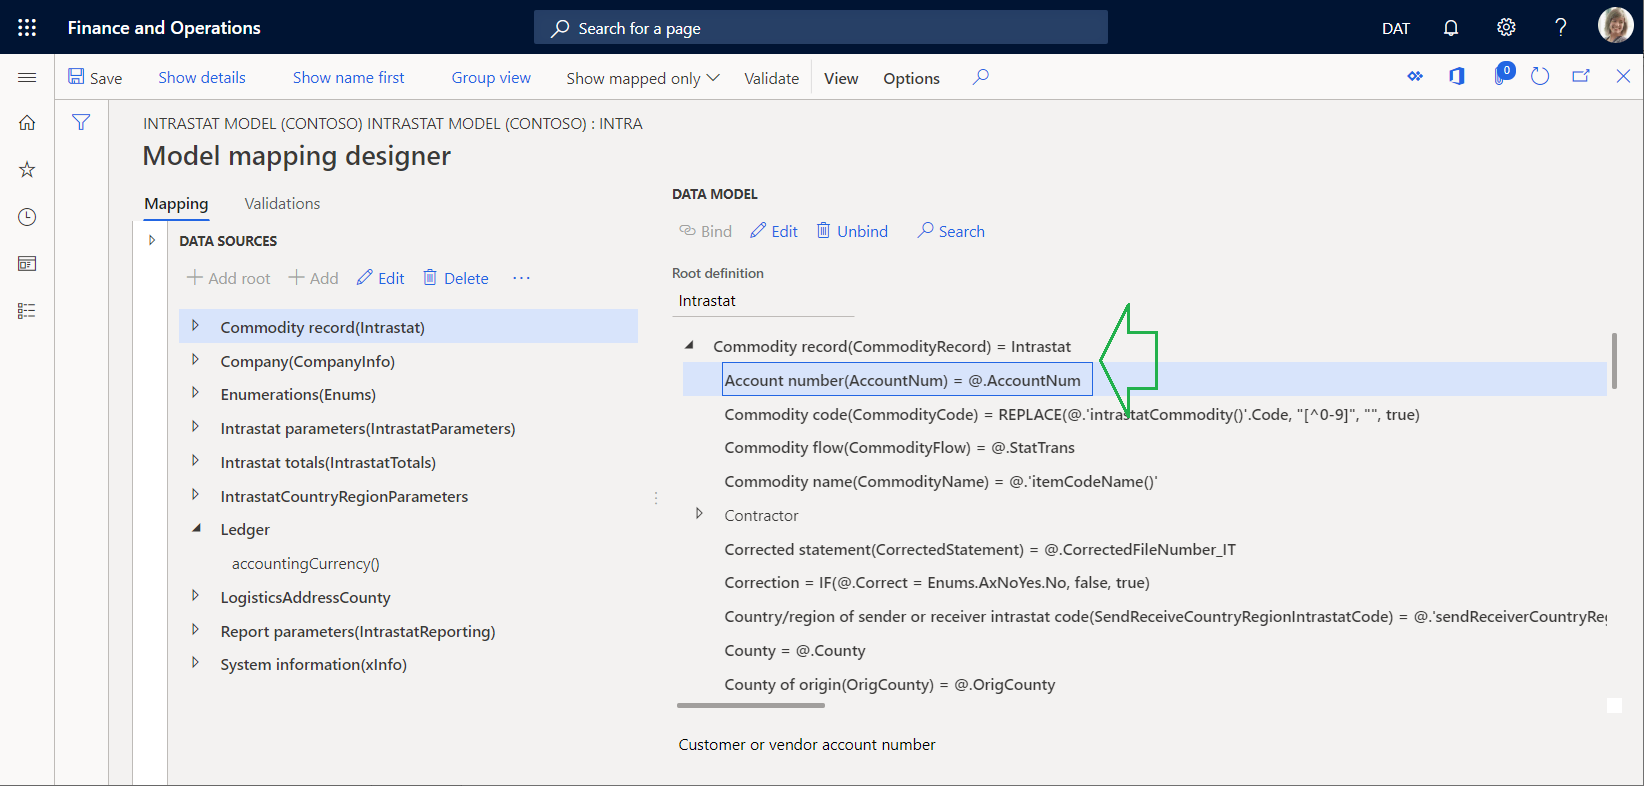 Finance and Operations
Search for a page
DAT
Save
Show details
Show name first
Group view
Show mapped only
Validate
View
Options
0
INTRASTAT MODEL (CONTOSO) INTRASTAT MODEL (CONTOSO) : INTRA
Model mapping designer
Mapping
Validations
DATA SOURCES
Add root
Add
Edit
Delete
Commodity record(Intrastat)
Company(CompanyInfo)
Enumerations(Enums)
Intrastat parameters(IntrastatParameters)
Intrastat totals(IntrastatTotals)
IntrastatCountryRegionParameters
Ledger
accountingCurrency()
LogisticsAddressCounty
Report parameters(IntrastatReporting)
System information(xInfo)
DATA MODEL
Bind
Edit
Unbind
Search
Root definition
Intrastat
Commodity record(CommodityRecord) = Intrastat
Account number(AccountNum) = @.AccountNum
Commodity code(CommodityCode) = REPLACE(@.'intrastatCommodity()'.Code, "[^0-9]", "", true)
Commodity flow(CommodityFlow) = @.StatTrans
Commodity name(CommodityName) = @.'itemCodeName()'
Contractor
Corrected statement(CorrectedStatement) = @.CorrectedFileNumber_IT
Correction = IF(@.Correct = Enums.AxNoYes.No, false, true)
Country/region of sender or receiver intrastat code(SendReceiveCountryRegionIntrastatCode) = @.'sendReceiverCountryReg
County = @.County
County of origin(OrigCounty) = @.OrigCounty
Customer or vendor account number